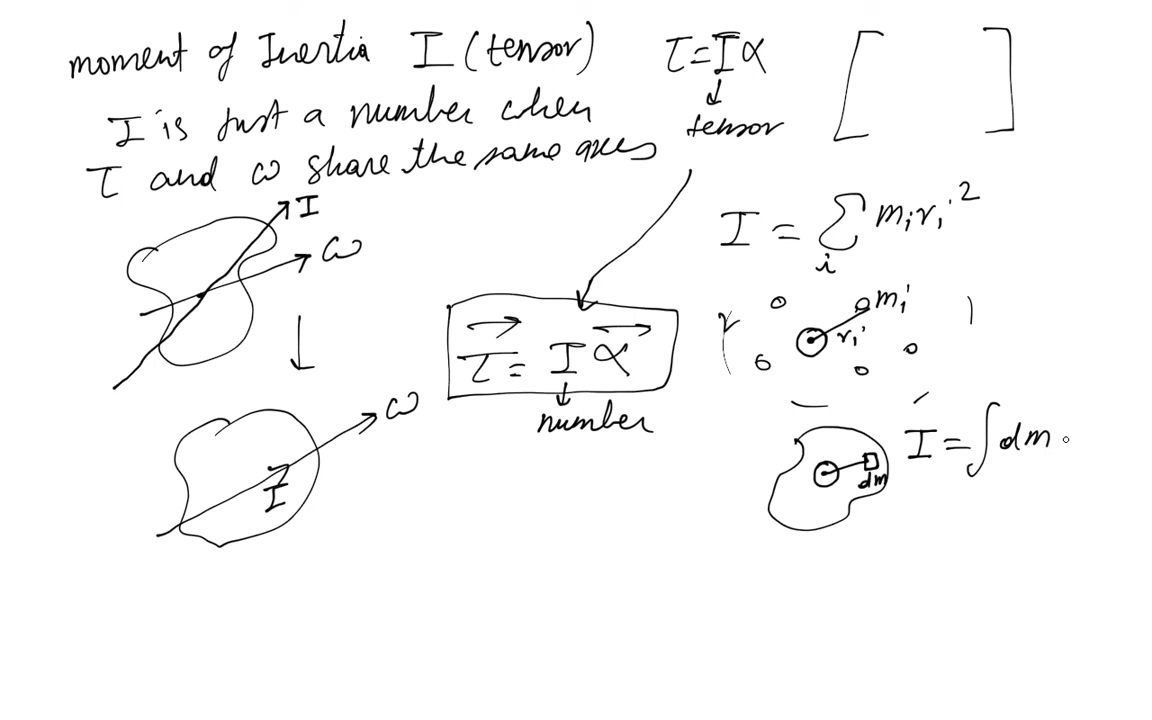 moment of Inertia I (tensor)
I is Just a number when
τ and ω share the same axes
τ=Iα
tensor
I
ω
τ = Iα
number
ω
I
I = Σ mᵢrᵢ²
i
mᵢ
rᵢ
I = ∫dm
dm